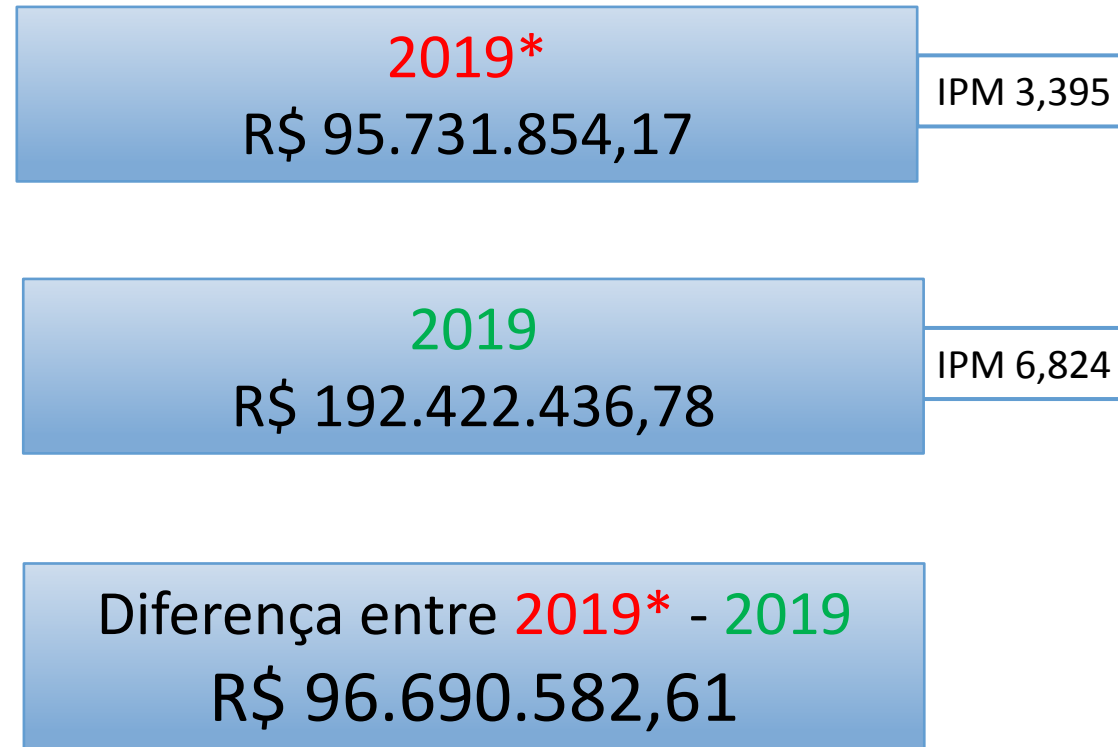 2019*
R$ 95.731.854,17
IPM 3,395
2019
R$ 192.422.436,78
IPM 6,824
Diferença entre 2019* - 2019
R$ 96.690.582,61